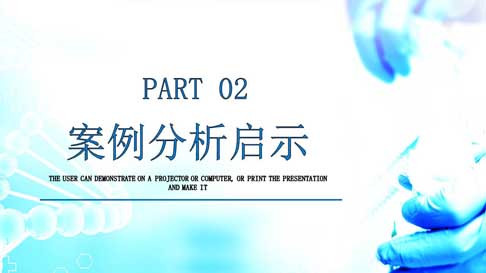 PART 02
案例分析启示
THE USER CAN DEMONSTRATE ON A PROJECTOR OR COMPUTER, OR PRINT THE PRESENTATION
AND MAKE IT